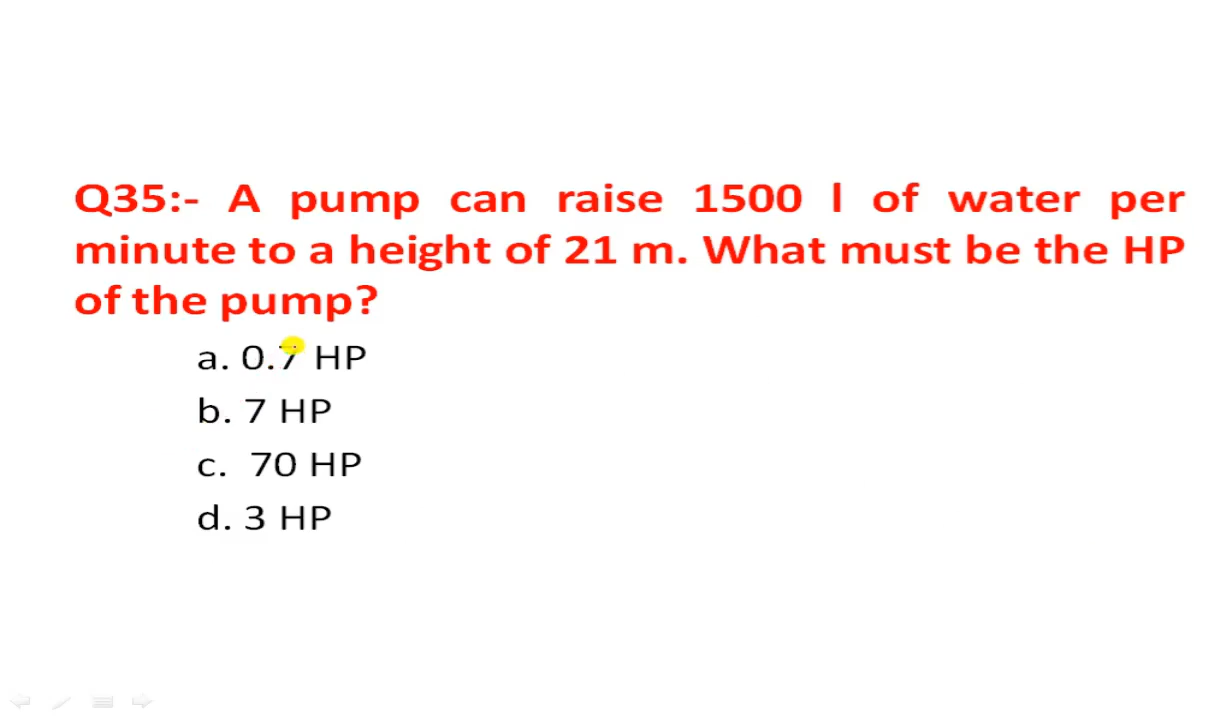 Q35:- A pump can raise 1500 l of water per
minute to a height of 21 m. What must be the HP
of the pump?
a. 0.7 HP
b. 7 HP
c. 70 HP
d. 3 HP